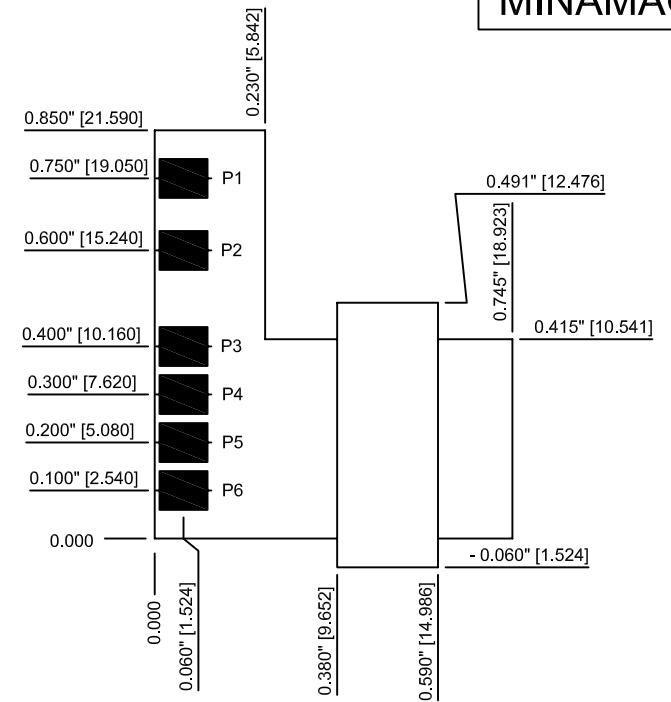 MINAMAC
0.230" [5.842]
0.850" [21.590]
0.750" [19.050]
P1
0.491" [12.476]
0.745" [18.923]
0.600" [15.240]
P2
0.400" [10.160]
P3
0.415" [10.541]
0.300" [7.620]
P4
0.200" [5.080]
P5
0.100" [2.540]
P6
0.000
- 0.060" [1.524]
0.000
0.060" [1.524]
0.380" [9.652]
0.590" [14.986]